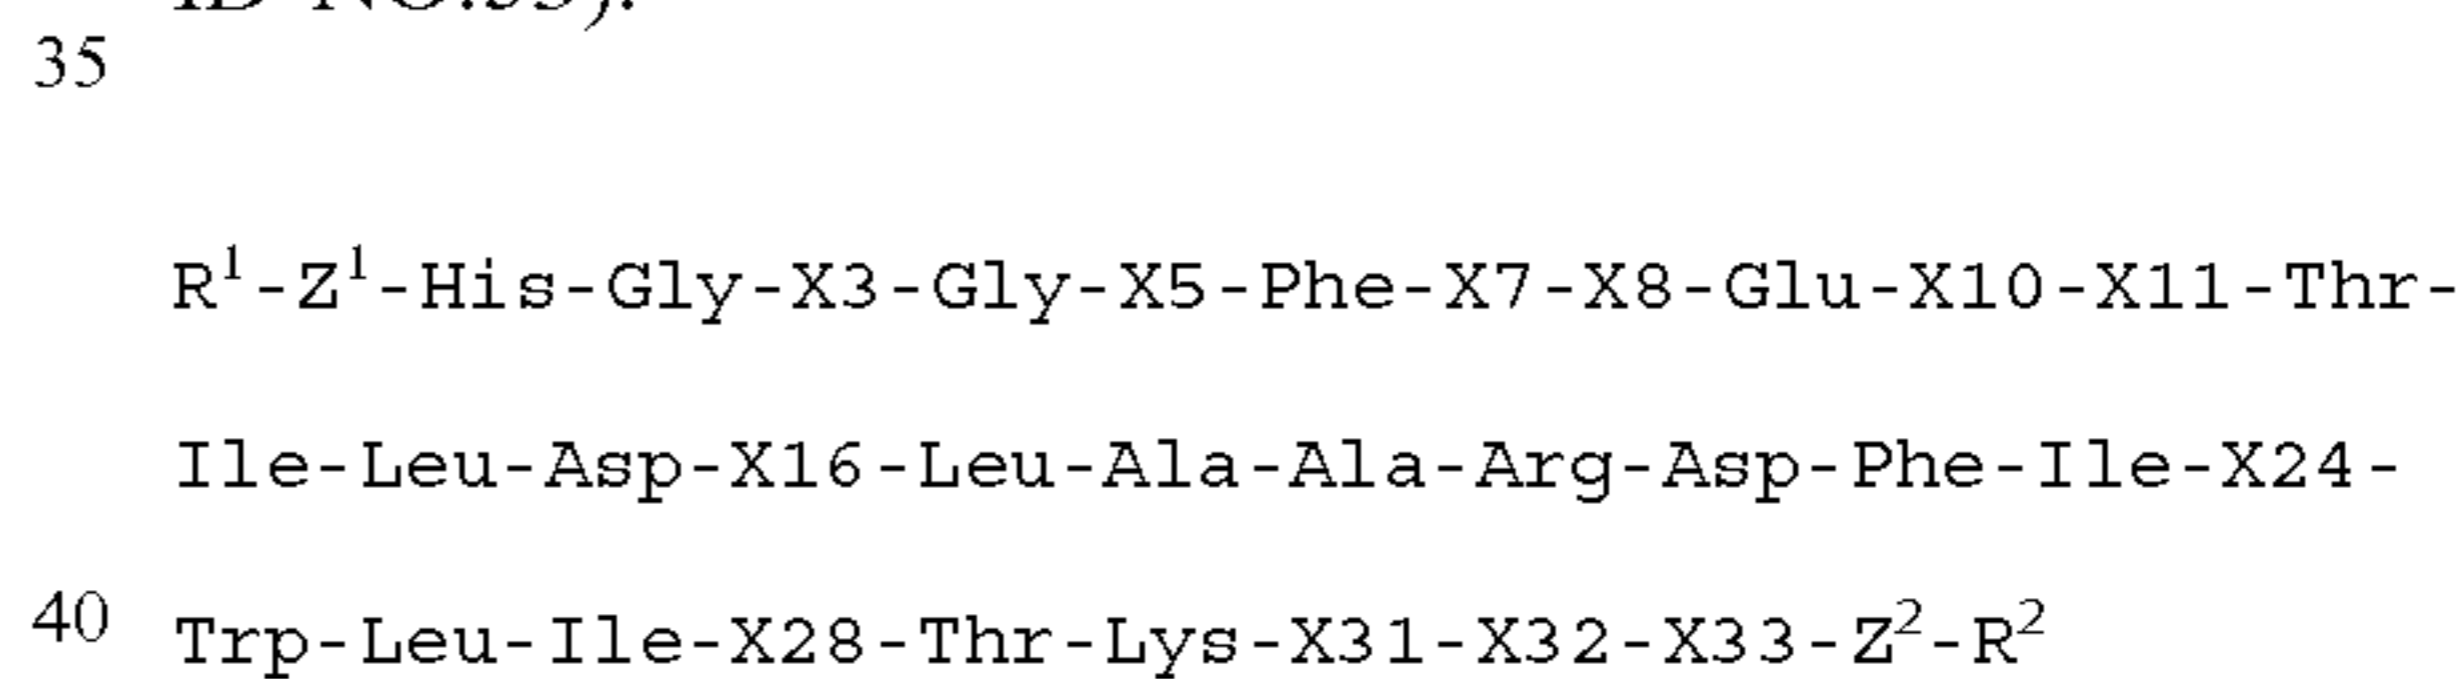 35
R¹-Z¹-His-Gly-X3-Gly-X5-Phe-X7-X8-Glu-X10-X11-Thr-
Ile-Leu-Asp-X16-Leu-Ala-Ala-Arg-Asp-Phe-Ile-X24-
40 Trp-Leu-Ile-X28-Thr-Lys-X31-X32-X33-Z²-R²